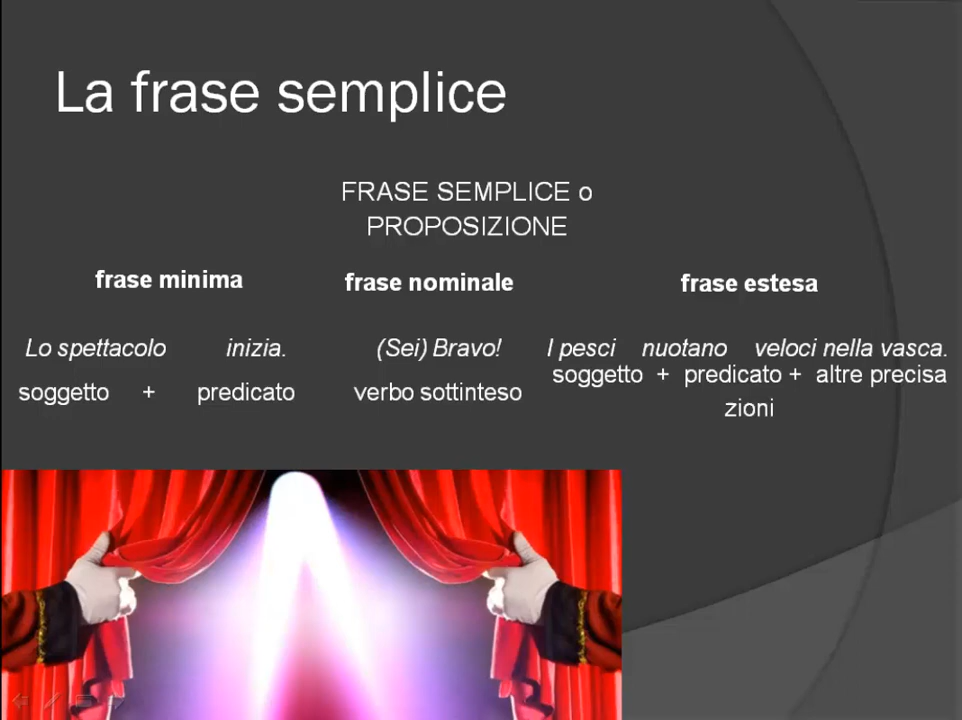 La frase semplice
FRASE SEMPLICE o
PROPOSIZIONE
frase minima
frase nominale
frase estesa
Lo spettacolo inizia.
(Sei) Bravo!
I pesci nuotano veloci nella vasca.
soggetto + predicato
verbo sottinteso
soggetto + predicato + altre precisa
zioni